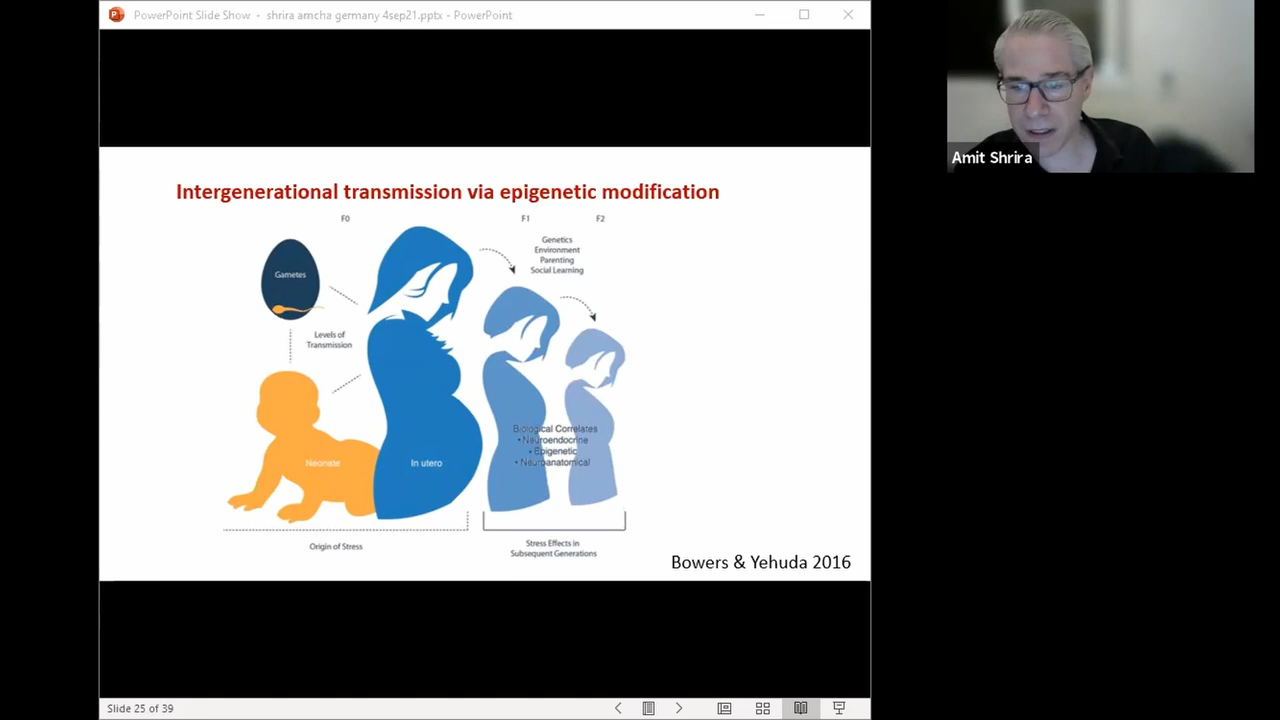 PowerPoint Slide Show - shrira amcha germany 4sep21.pptx - PowerPoint
Amit Shrira
Intergenerational transmission via epigenetic modification
F0
F1
F2
Gametes
Genetics
Environment
Parenting
Social Learning
Levels of
Transmission
Biological Correlates
• Neuroendocrine
• Epigenetic
• Neuroanatomical
Neonate
In utero
Origin of Stress
Stress Effects in
Subsequent Generations
Bowers & Yehuda 2016
Slide 25 of 39